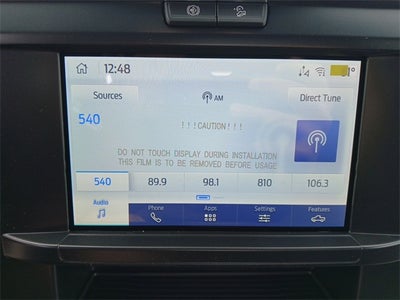 12:48
1°
Sources
AM
Direct Tune
540
!!!CAUTION!!!
DO NOT TOUCH DISPLAY DURING INSTALLATION
THIS FILM IS TO BE REMOVED BEFORE USAGE
540 89.9 98.1 810 106.3
Audio Phone Apps Settings Features